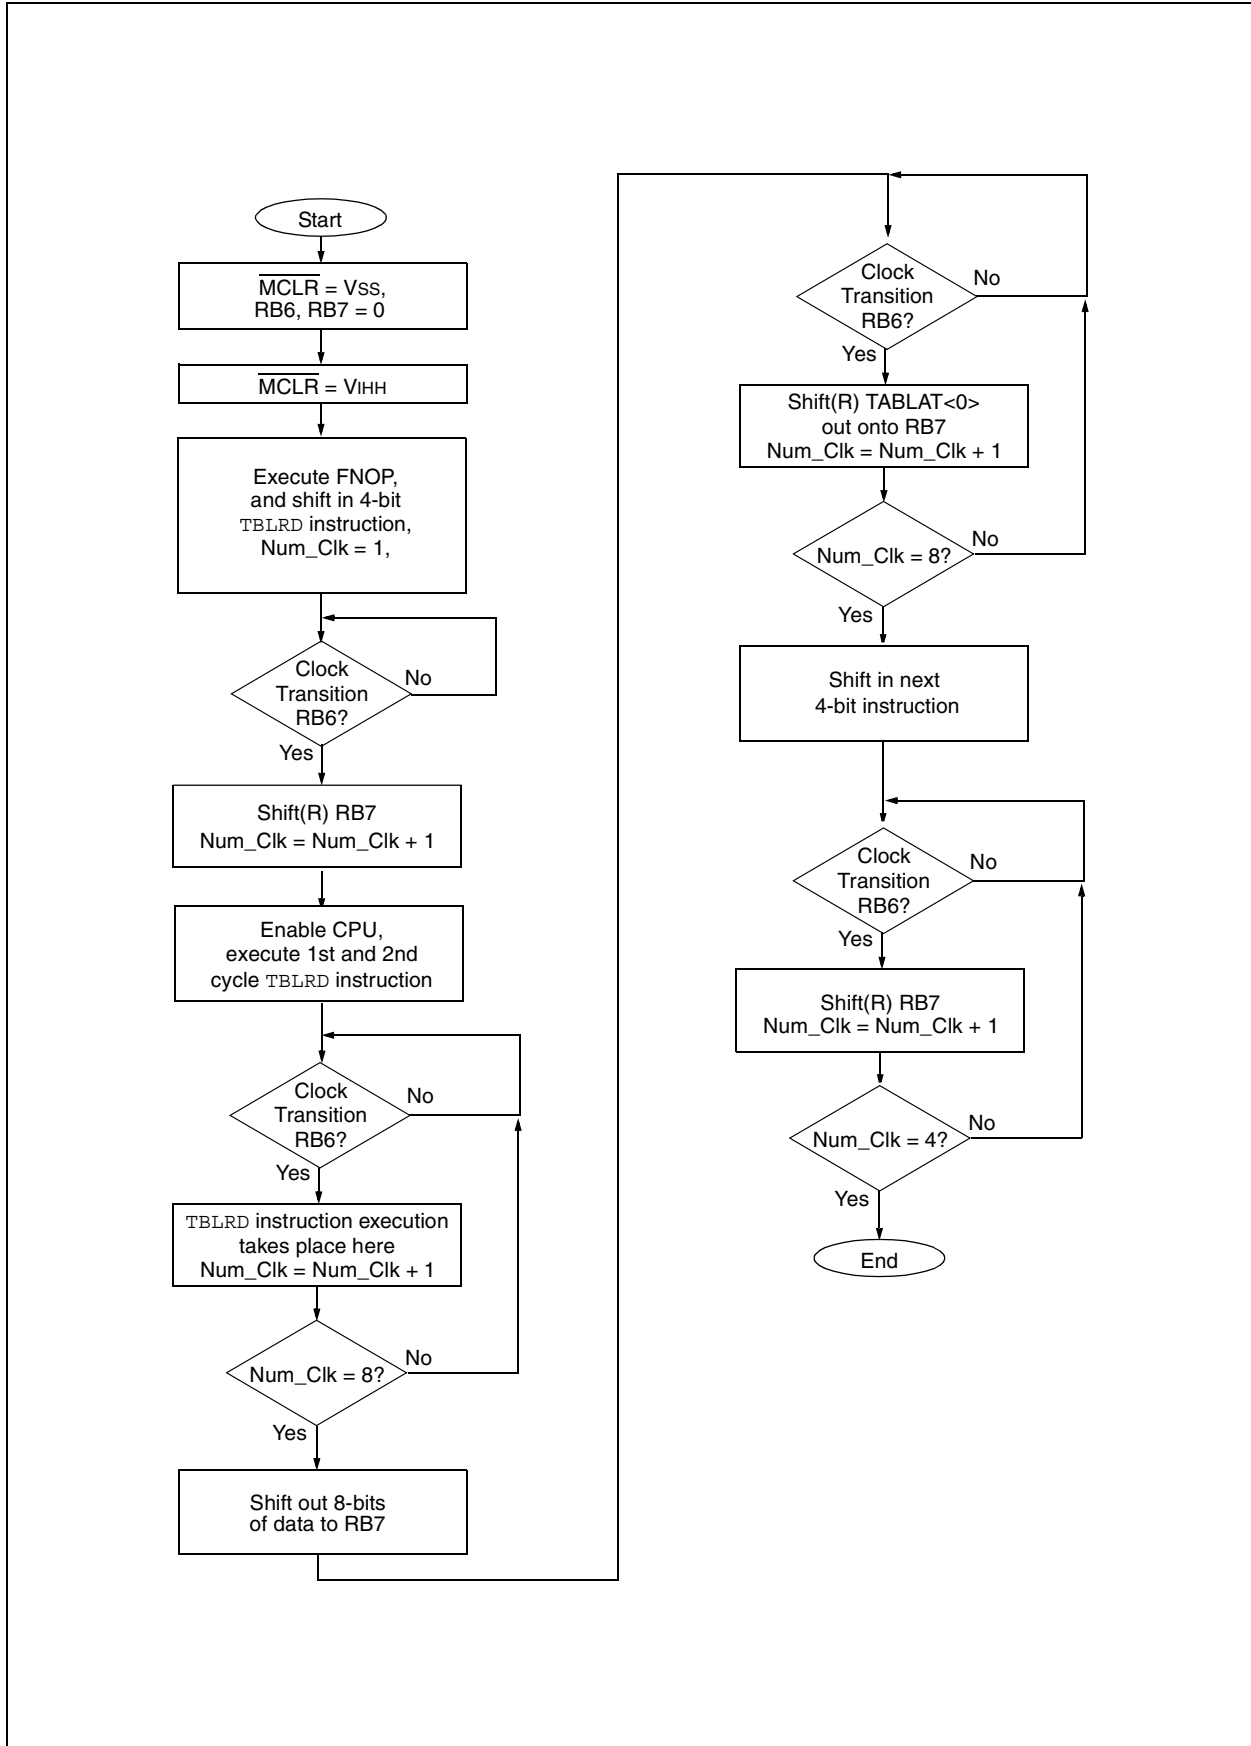 Start
MCLR = VSS,
RB6, RB7 = 0
MCLR = VIHH
Execute FNOP,
and shift in 4-bit
TBLRD instruction,
Num_Clk = 1,
Clock
Transition
RB6?
No
Yes
Shift(R) RB7
Num_Clk = Num_Clk + 1
Enable CPU,
execute 1st and 2nd
cycle TBLRD instruction
Clock
Transition
RB6?
No
Yes
TBLRD instruction execution
takes place here
Num_Clk = Num_Clk + 1
Num_Clk = 8?
No
Yes
Shift out 8-bits
of data to RB7
Clock
Transition
RB6?
No
Yes
Shift(R) TABLAT<0>
out onto RB7
Num_Clk = Num_Clk + 1
Num_Clk = 8?
No
Yes
Shift in next
4-bit instruction
Clock
Transition
RB6?
No
Yes
Shift(R) RB7
Num_Clk = Num_Clk + 1
Num_Clk = 4?
No
Yes
End